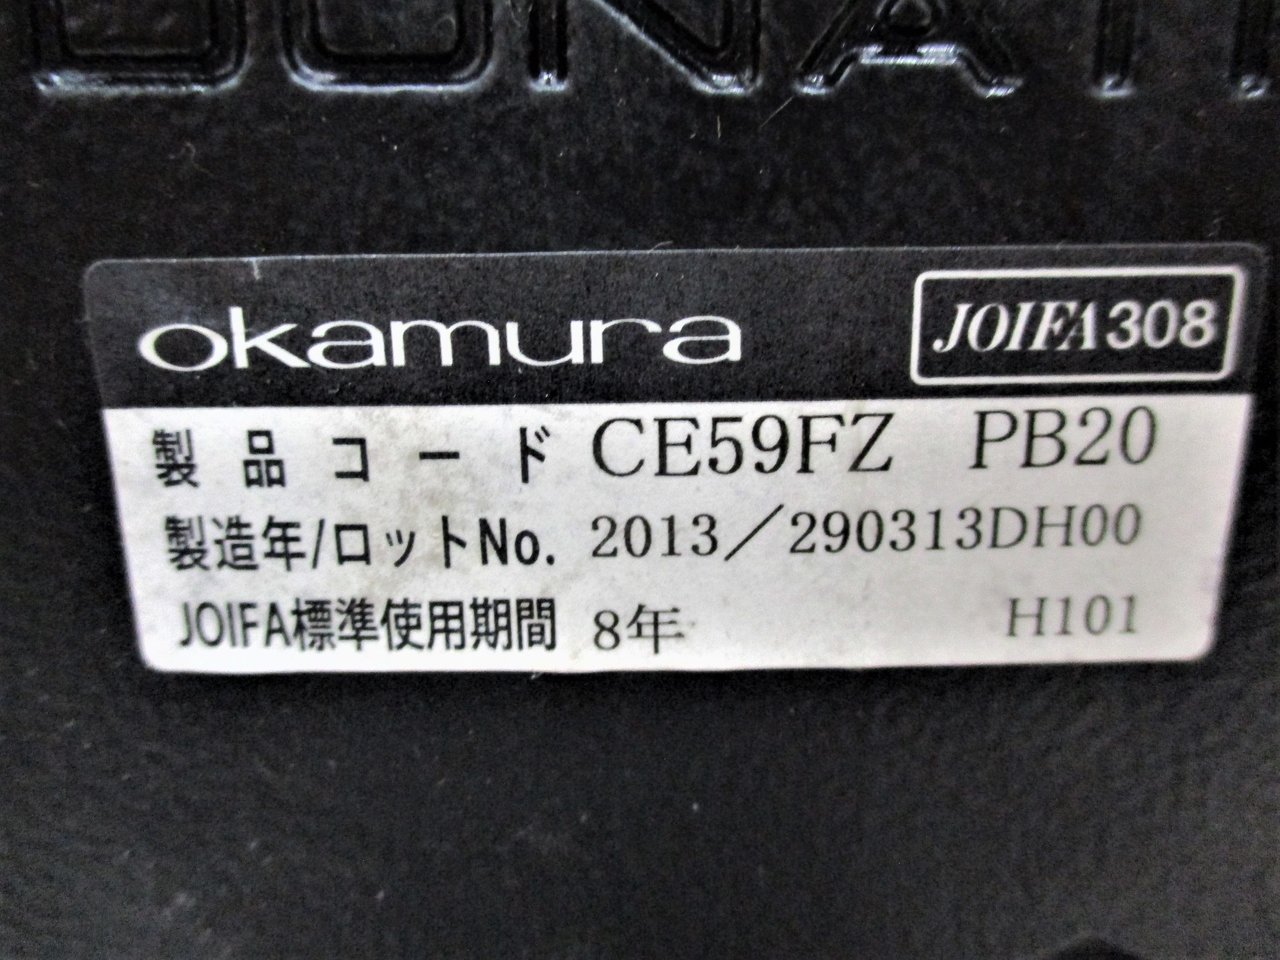 DONATI
okamura
JOIFA308
製品コード CE59FZ PB20
製造年/ロットNo. 2013/290313DH00
JOIFA標準使用期間 8年 H101